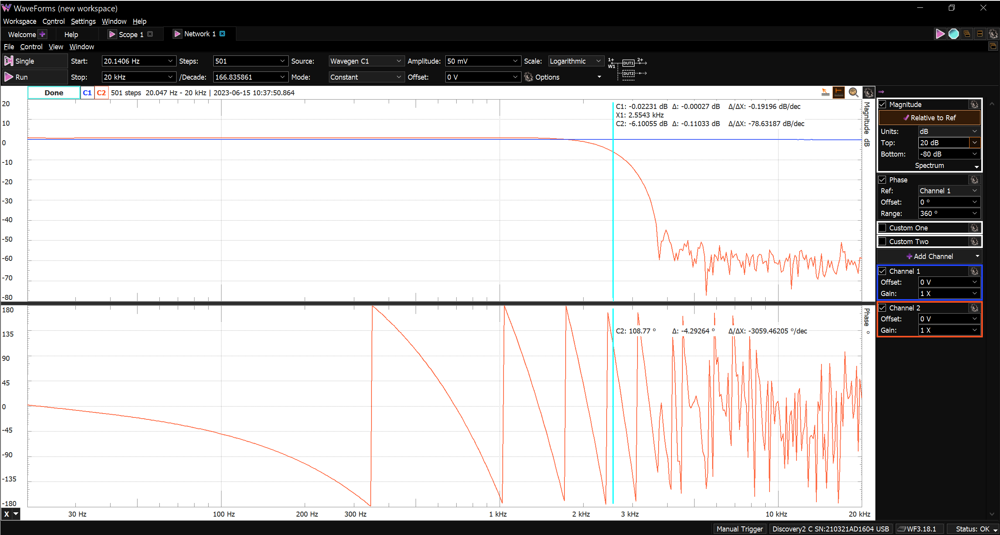 WaveForms (new workspace)
Workspace Control Settings Window Help
Welcome Help Scope 1 Network 1
File Control View Window
Single Start: 20.1406 Hz Steps: 501 Source: Wavegen C1 Amplitude: 50 mV Scale: Logarithmic 1+ W1 DUT1 2+
Run Stop: 20 kHz /Decade: 166.835861 Mode: Constant Offset: 0 V Options DUT2
Done C1 C2 501 steps 20.047 Hz - 20 kHz | 2023-06-15 10:37:50.864
C1: -0.02231 dB Δ: -0.00027 dB Δ/ΔX: -0.19196 dB/dec
X1: 2.5543 kHz
C2: -6.10055 dB Δ: -0.11033 dB Δ/ΔX: -78.63187 dB/dec
20
10
0
-10
-20
-30
-40
-50
-60
-70
-80
Magnitude dB
180
135
90
45
0
-45
-90
-135
-180
C2: 108.77 º Δ: -4.29264 º Δ/ΔX: -3059.46205 º/dec
Phase º
X 30 Hz 100 Hz 200 Hz 300 Hz 1 kHz 2 kHz 3 kHz 10 kHz 20 kHz
Magnitude
Relative to Ref
Units: dB
Top: 20 dB
Bottom: -80 dB
Spectrum
Phase
Ref: Channel 1
Offset: 0 º
Range: 360 º
Custom One
Custom Two
Add Channel
Channel 1
Offset: 0 V
Gain: 1 X
Channel 2
Offset: 0 V
Gain: 1 X
Manual Trigger Discovery2 C SN:210321AD1604 USB WF3.18.1 Status: OK